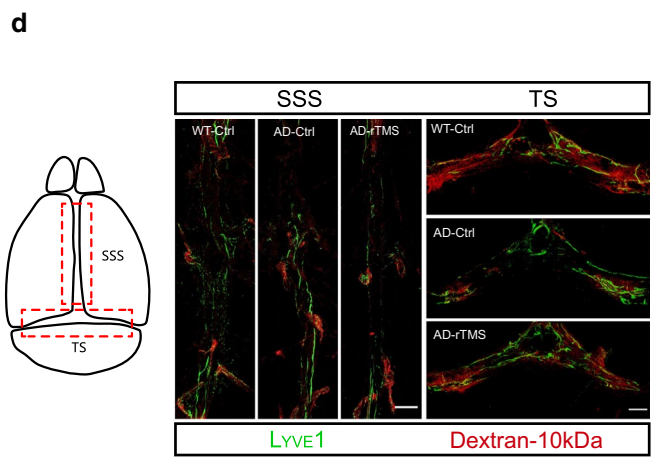 d
SSS TS
WT-Ctrl AD-Ctrl AD-rTMS WT-Ctrl
AD-Ctrl
SSS
AD-rTMS
TS
LYVE1 Dextran-10kDa